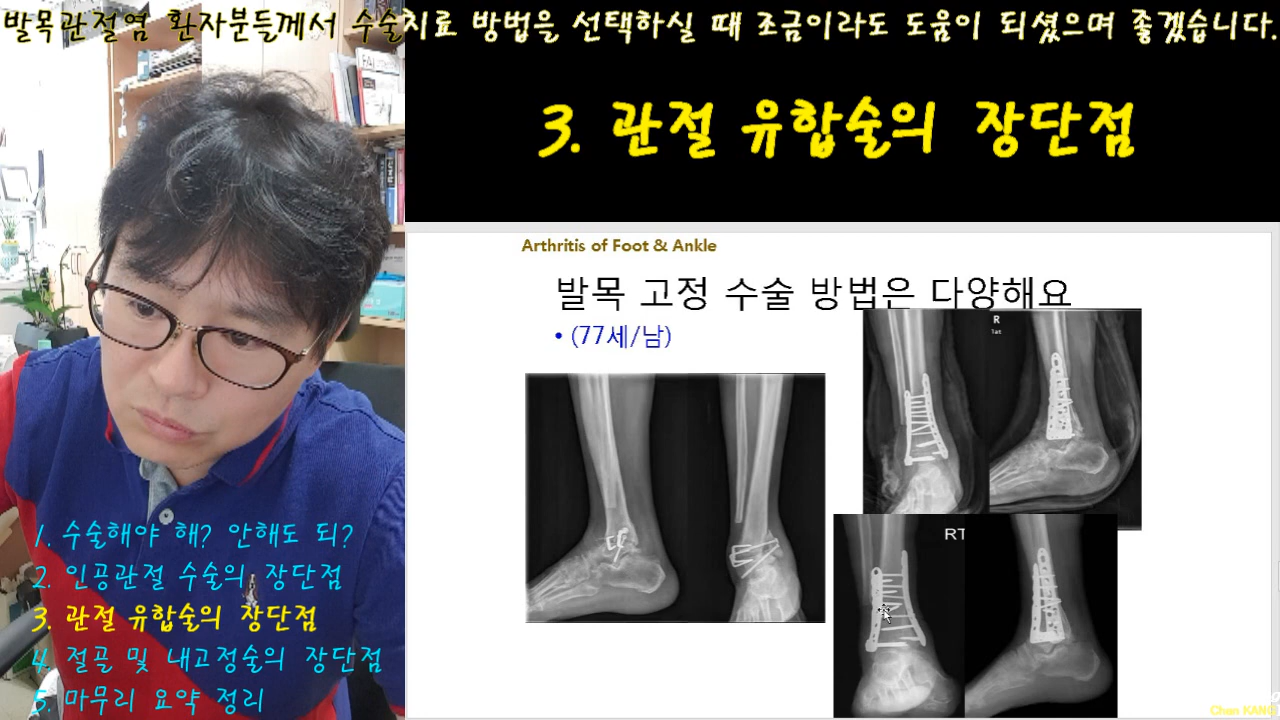 발목관절염 환자분들께서 수술치료 방법을 선택하실 때 조금이라도 도움이 되셨으며 좋겠습니다.
3. 관절 유합술의 장단점
Arthritis of Foot & Ankle
발목 고정 수술 방법은 다양해요
• (77세/남)
R
RT
1. 수술해야 해? 안해도 되?
2. 인공관절 수술의 장단점
3. 관절 유합술의 장단점
4. 절골 및 내고정술의 장단점
5. 마무리 요약 정리